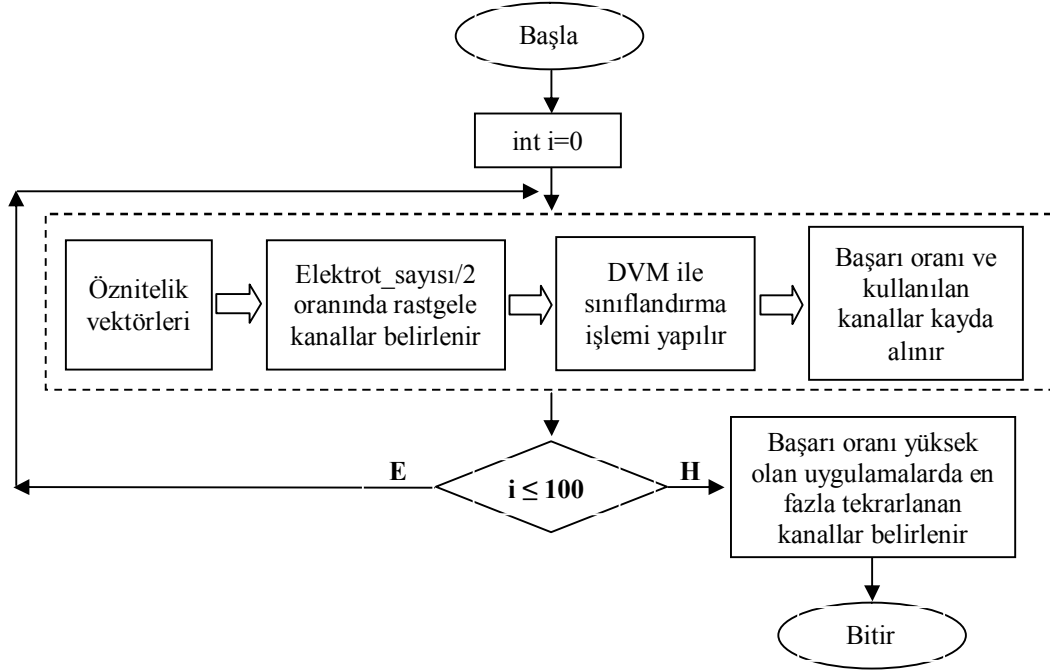 Başla
int i=0
Öznitelik
vektörleri
Elektrot_sayısı/2
oranında rastgele
kanallar belirlenir
DVM ile
sınıflandırma
işlemi yapılır
Başarı oranı ve
kullanılan
kanallar kayda
alınır
E
i ≤ 100
H
Başarı oranı yüksek
olan uygulamalarda en
fazla tekrarlanan
kanallar belirlenir
Bitir